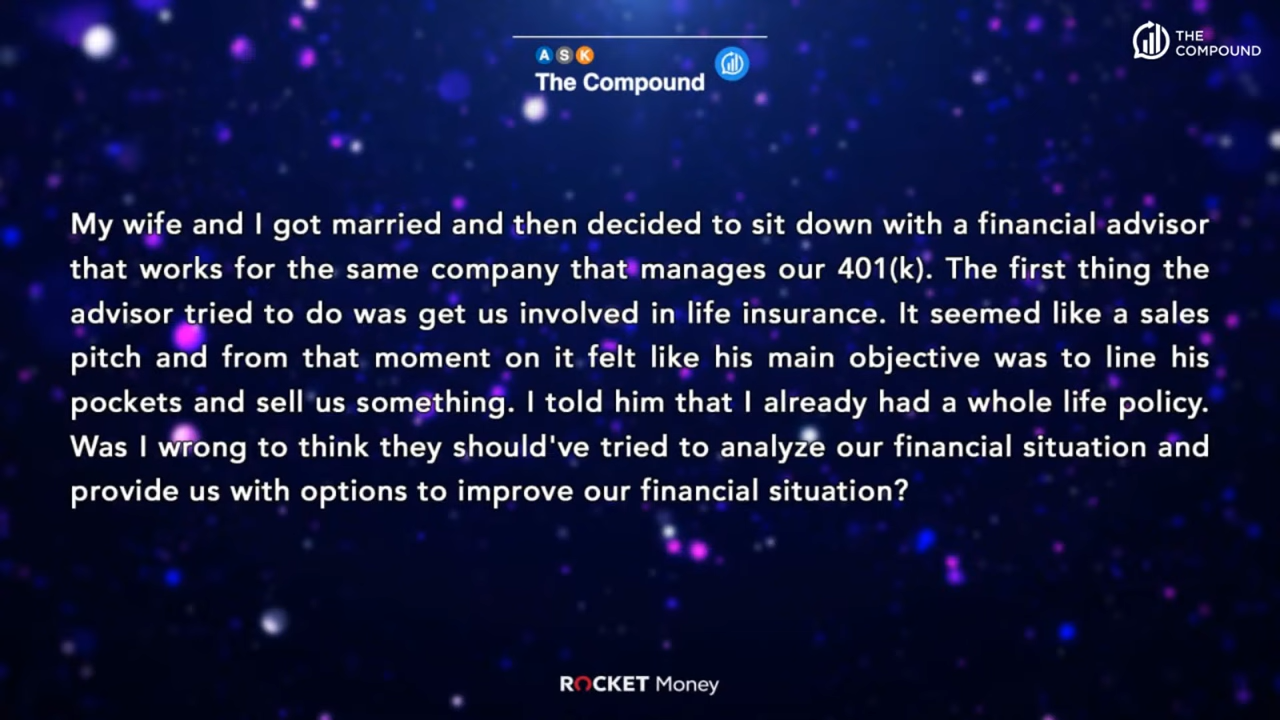 ASK
The Compound
THE
COMPOUND
My wife and I got married and then decided to sit down with a financial advisor
that works for the same company that manages our 401(k). The first thing the
advisor tried to do was get us involved in life insurance. It seemed like a sales
pitch and from that moment on it felt like his main objective was to line his
pockets and sell us something. I told him that I already had a whole life policy.
Was I wrong to think they should've tried to analyze our financial situation and
provide us with options to improve our financial situation?
ROCKET Money